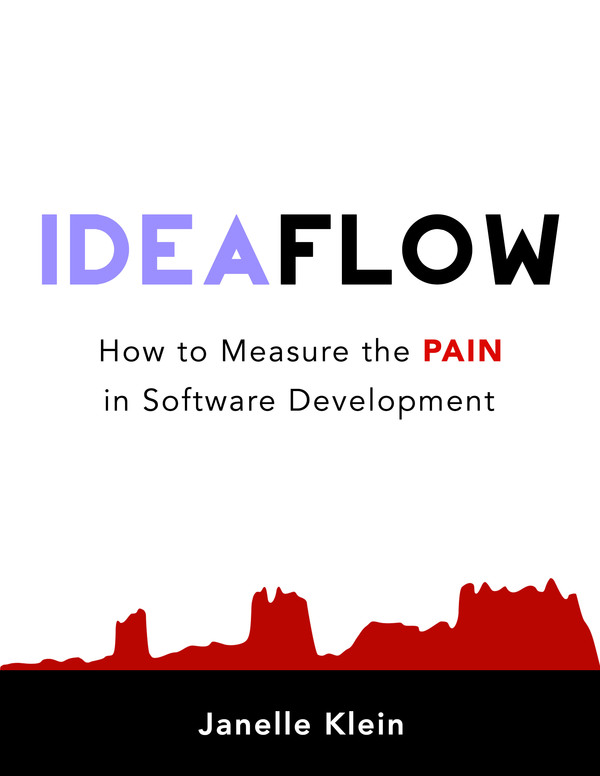 IDEAFLOW
How to Measure the PAIN
in Software Development
Janelle Klein